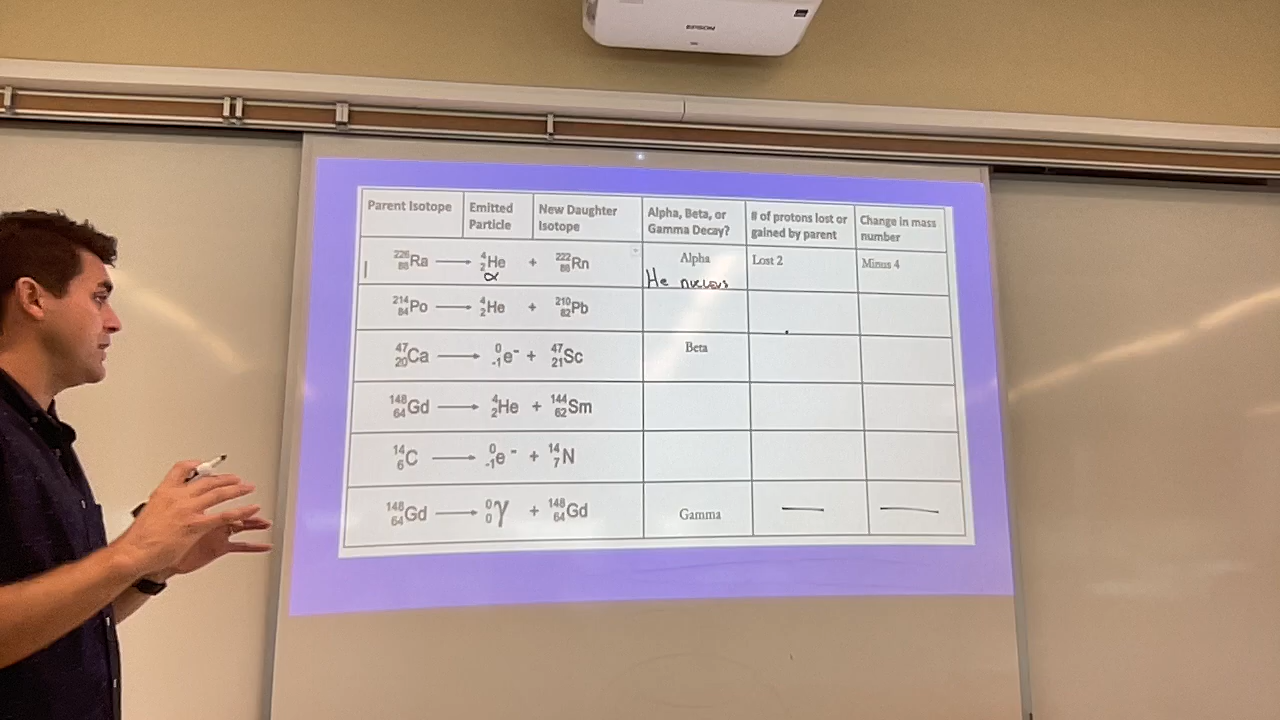 EPSON
Parent Isotope
Emitted
Particle
New Daughter
Isotope
Alpha, Beta, or
Gamma Decay?
# of protons lost or
gained by parent
Change in mass
number
²²⁶₈₈Ra ⟶ ⁴₂He + ²²²₈₆Rn
α
Alpha
He nucleus
Lost 2
Minus 4
²¹⁴₈₄Po ⟶ ⁴₂He + ²¹⁰₈₂Pb
⁴⁷₂₀Ca ⟶ ⁰₋₁e⁻ + ⁴⁷₂₁Sc
Beta
¹⁴⁸₆₄Gd ⟶ ⁴₂He + ¹⁴⁴₆₂Sm
¹⁴₆C ⟶ ⁰₋₁e⁻ + ¹⁴₇N
¹⁴⁸₆₄Gd ⟶ ⁰₀γ + ¹⁴⁸₆₄Gd
Gamma
— —